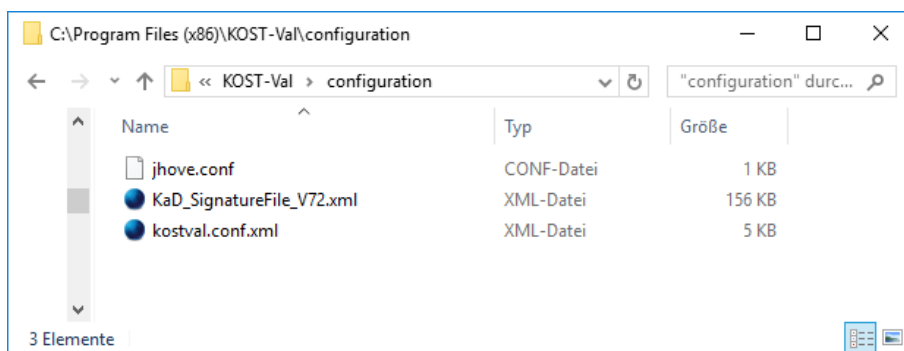 C:\Program Files (x86)\KOST-Val\configuration
« KOST-Val > configuration
"configuration" durc...
Name Typ Größe
jhove.conf CONF-Datei 1 KB
KaD_SignatureFile_V72.xml XML-Datei 156 KB
kostval.conf.xml XML-Datei 5 KB
3 Elemente